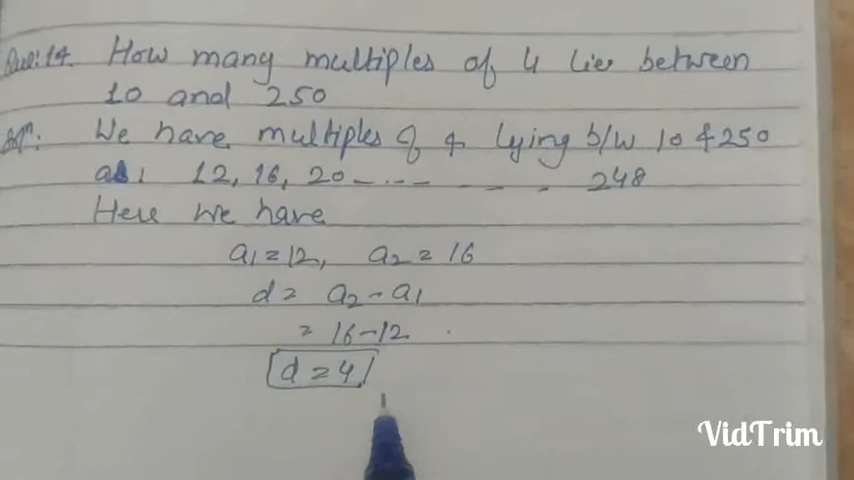 Que:14. How many multiples of 4 lie between
10 and 250
Solⁿ: We have multiples of 4 lying b/w 10 & 250
as: 12, 16, 20 - - - - - - - - 248
Here we have
a₁ = 12, a₂ = 16
d = a₂ - a₁
= 16 - 12
d = 4
VidTrim